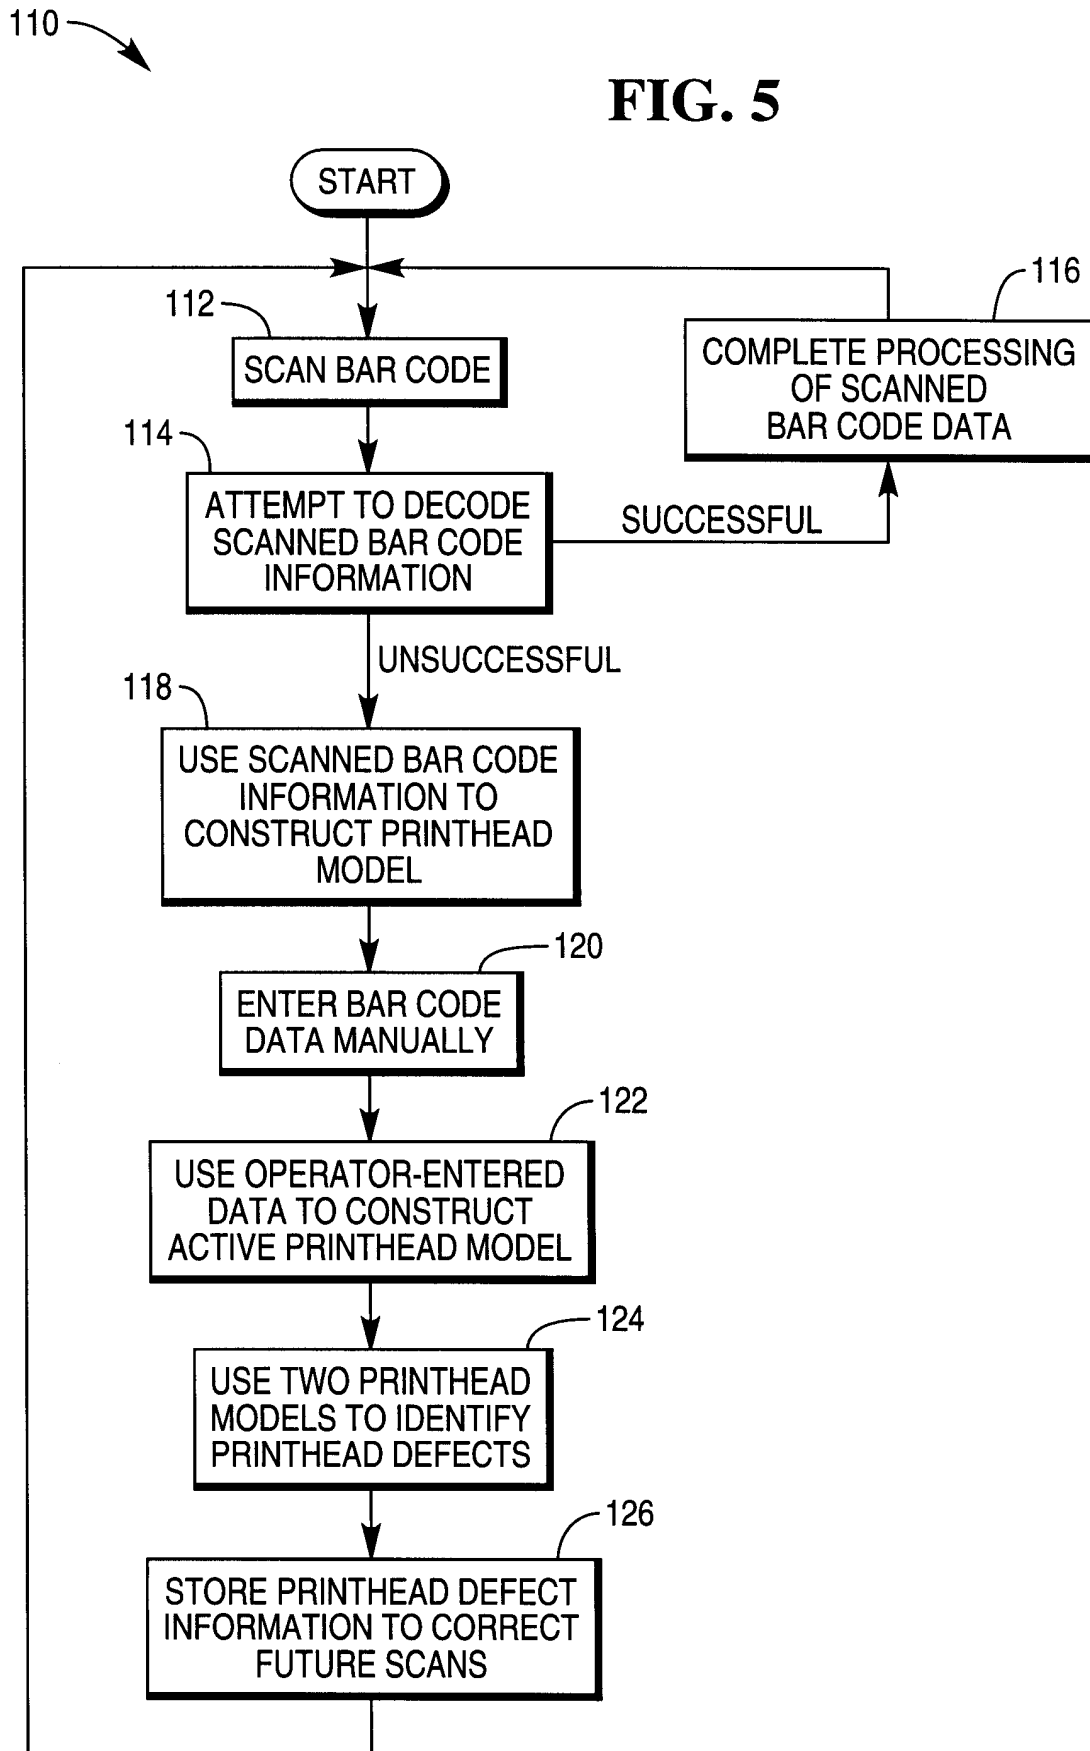 110
FIG. 5
START
116
112
COMPLETE PROCESSING
OF SCANNED
BAR CODE DATA
SCAN BAR CODE
114
ATTEMPT TO DECODE
SCANNED BAR CODE
INFORMATION
SUCCESSFUL
UNSUCCESSFUL
118
USE SCANNED BAR CODE
INFORMATION TO
CONSTRUCT PRINTHEAD
MODEL
120
ENTER BAR CODE
DATA MANUALLY
122
USE OPERATOR-ENTERED
DATA TO CONSTRUCT
ACTIVE PRINTHEAD MODEL
124
USE TWO PRINTHEAD
MODELS TO IDENTIFY
PRINTHEAD DEFECTS
126
STORE PRINTHEAD DEFECT
INFORMATION TO CORRECT
FUTURE SCANS